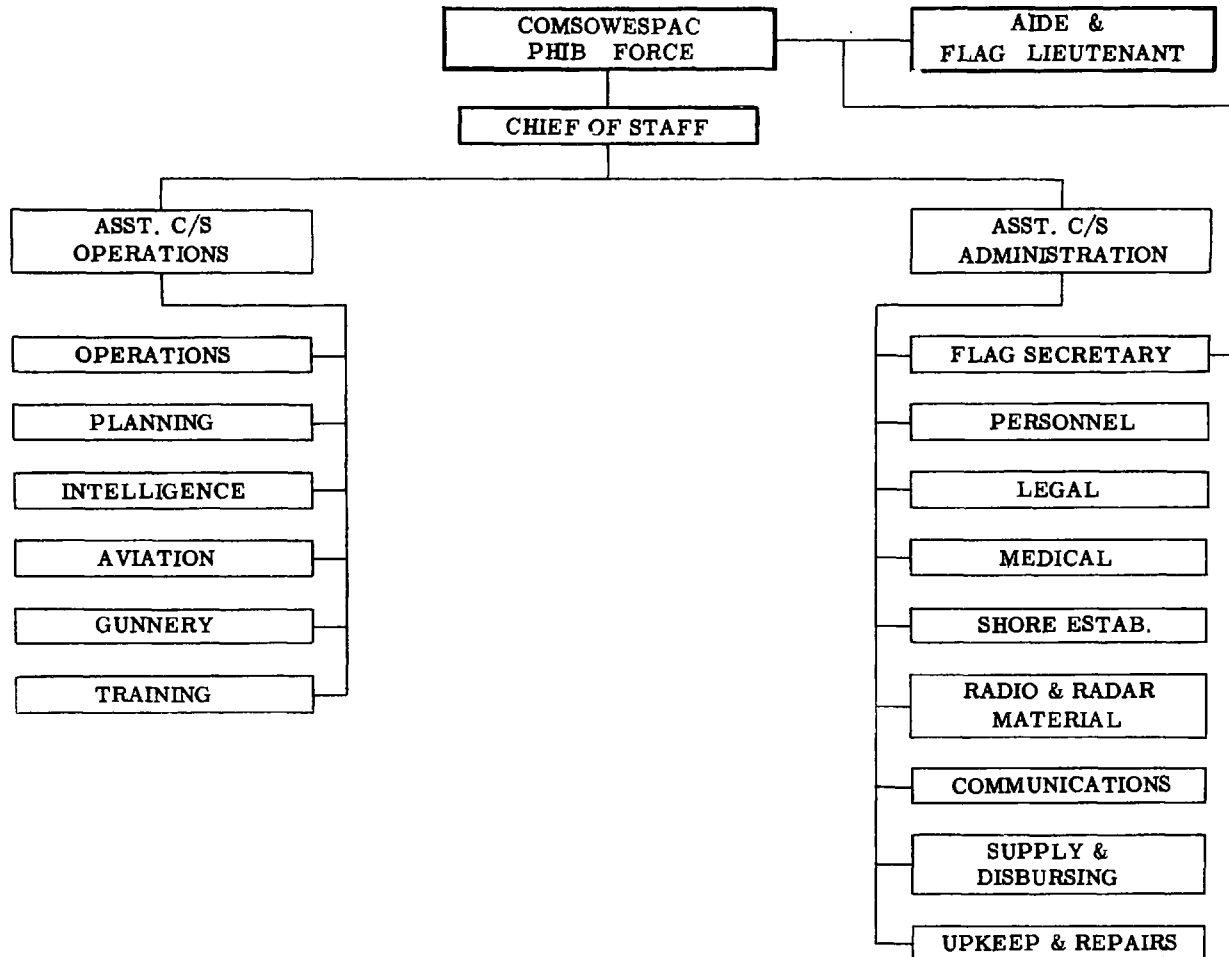 COMSOWESPAC
PHIB FORCE
AIDE &
FLAG LIEUTENANT
CHIEF OF STAFF
ASST. C/S
OPERATIONS
ASST. C/S
ADMINISTRATION
OPERATIONS
PLANNING
INTELLIGENCE
AVIATION
GUNNERY
TRAINING
FLAG SECRETARY
PERSONNEL
LEGAL
MEDICAL
SHORE ESTAB.
RADIO & RADAR
MATERIAL
COMMUNICATIONS
SUPPLY &
DISBURSING
UPKEEP & REPAIRS